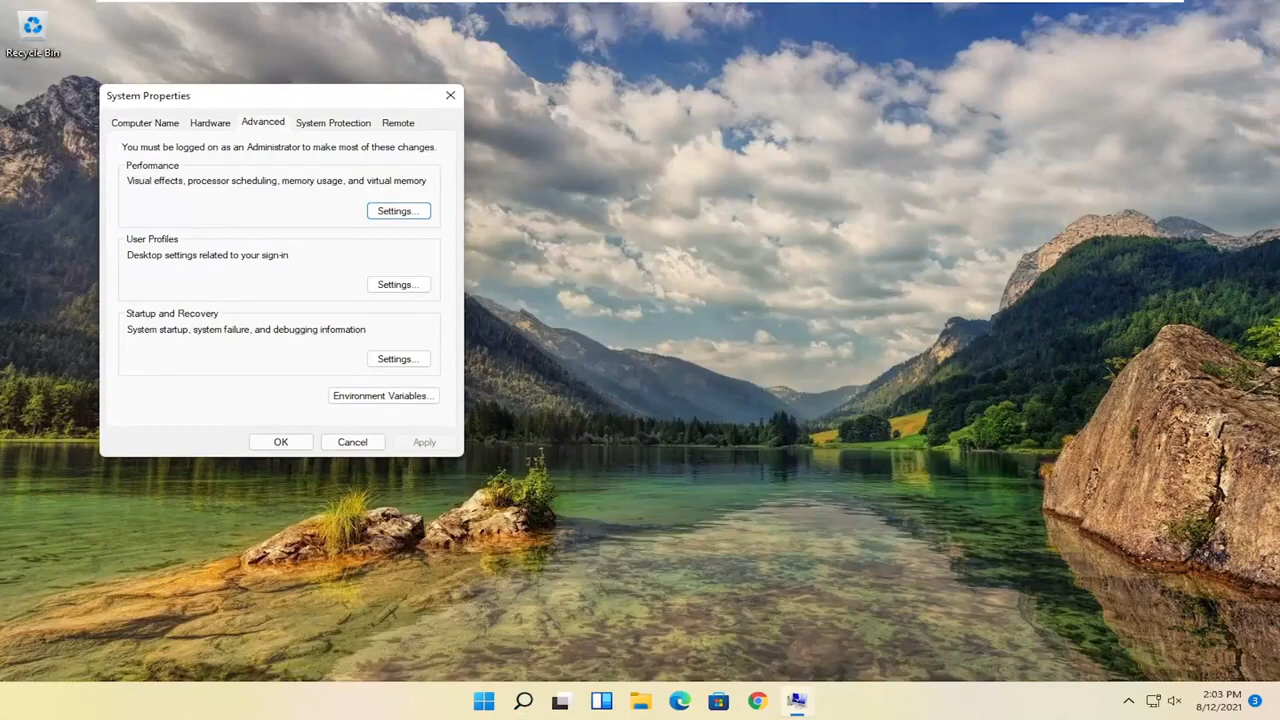 Recycle Bin
System Properties
Computer Name Hardware Advanced System Protection Remote
You must be logged on as an Administrator to make most of these changes.
Performance
Visual effects, processor scheduling, memory usage, and virtual memory
Settings...
User Profiles
Desktop settings related to your sign-in
Settings...
Startup and Recovery
System startup, system failure, and debugging information
Settings...
Environment Variables...
OK Cancel Apply
2:03 PM
8/12/2021
3